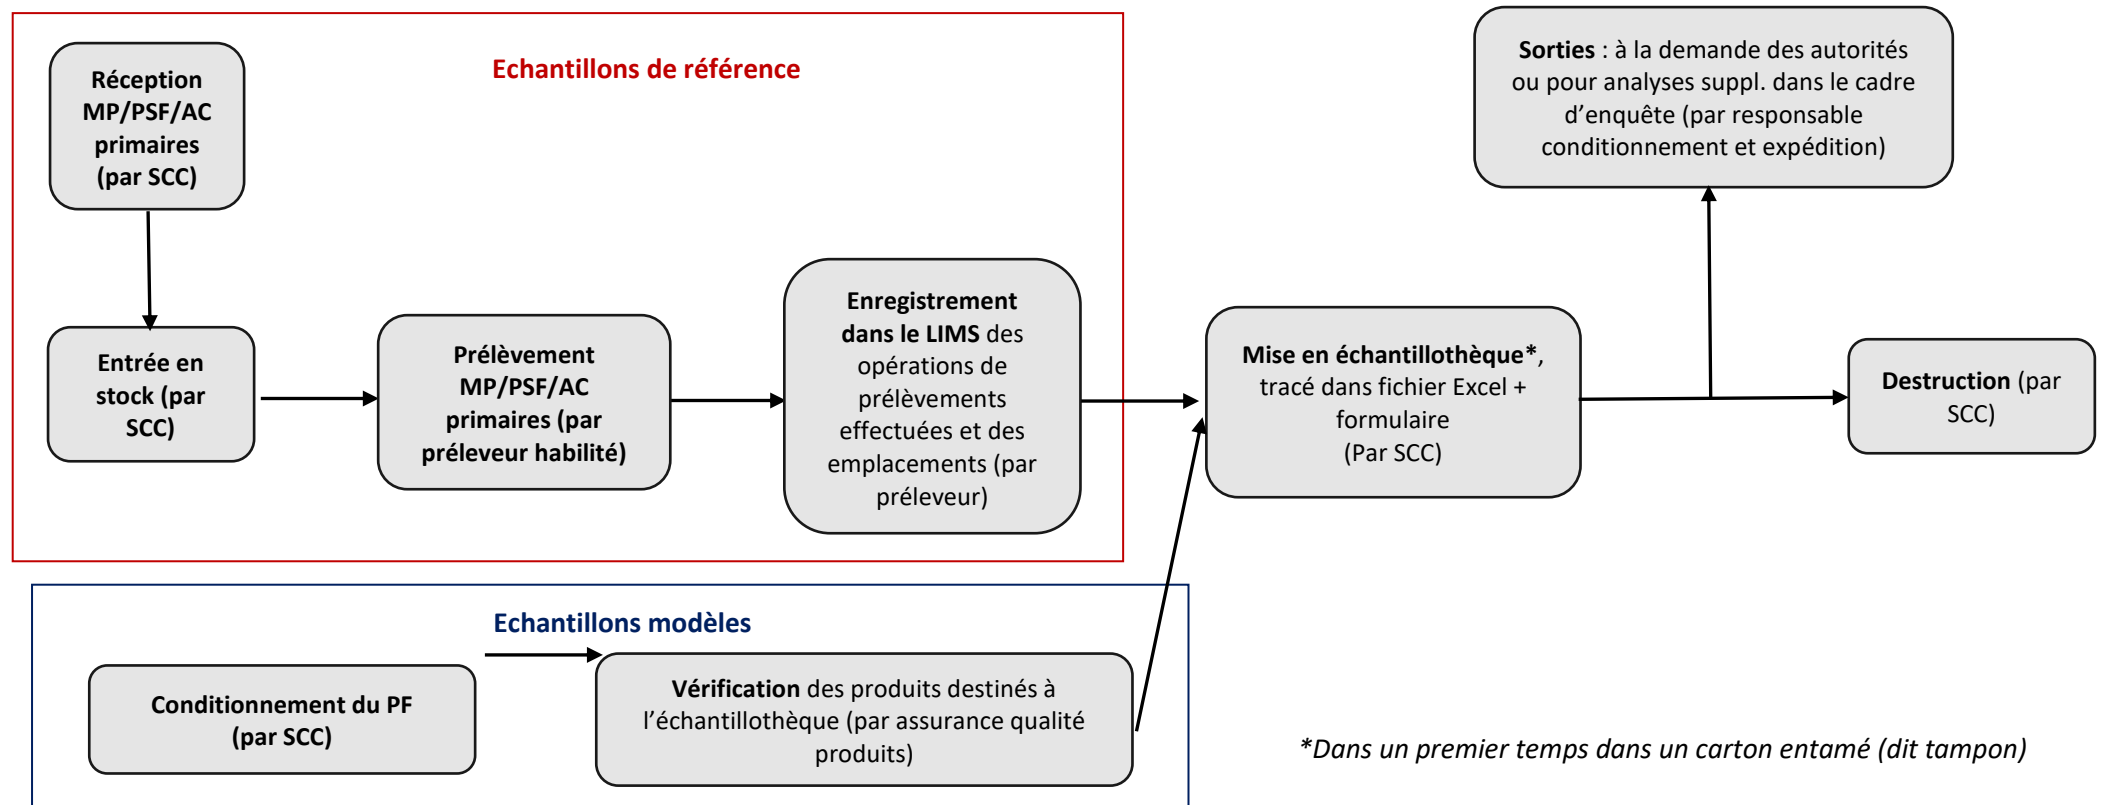 Echantillons de référence
Réception
MP/PSF/AC
primaires
(par SCC)
Entrée en
stock (par
SCC)
Prélèvement
MP/PSF/AC
primaires (par
préleveur habilité)
Enregistrement
dans le LIMS des
opérations de
prélèvements
effectuées et des
emplacements (par
préleveur)
Mise en échantillothèque*,
tracé dans fichier Excel +
formulaire
(Par SCC)
Sorties : à la demande des autorités
ou pour analyses suppl. dans le cadre
d’enquête (par responsable
conditionnement et expédition)
Destruction (par
SCC)
Echantillons modèles
Conditionnement du PF
(par SCC)
Vérification des produits destinés à
l’échantillothèque (par assurance qualité
produits)
*Dans un premier temps dans un carton entamé (dit tampon)